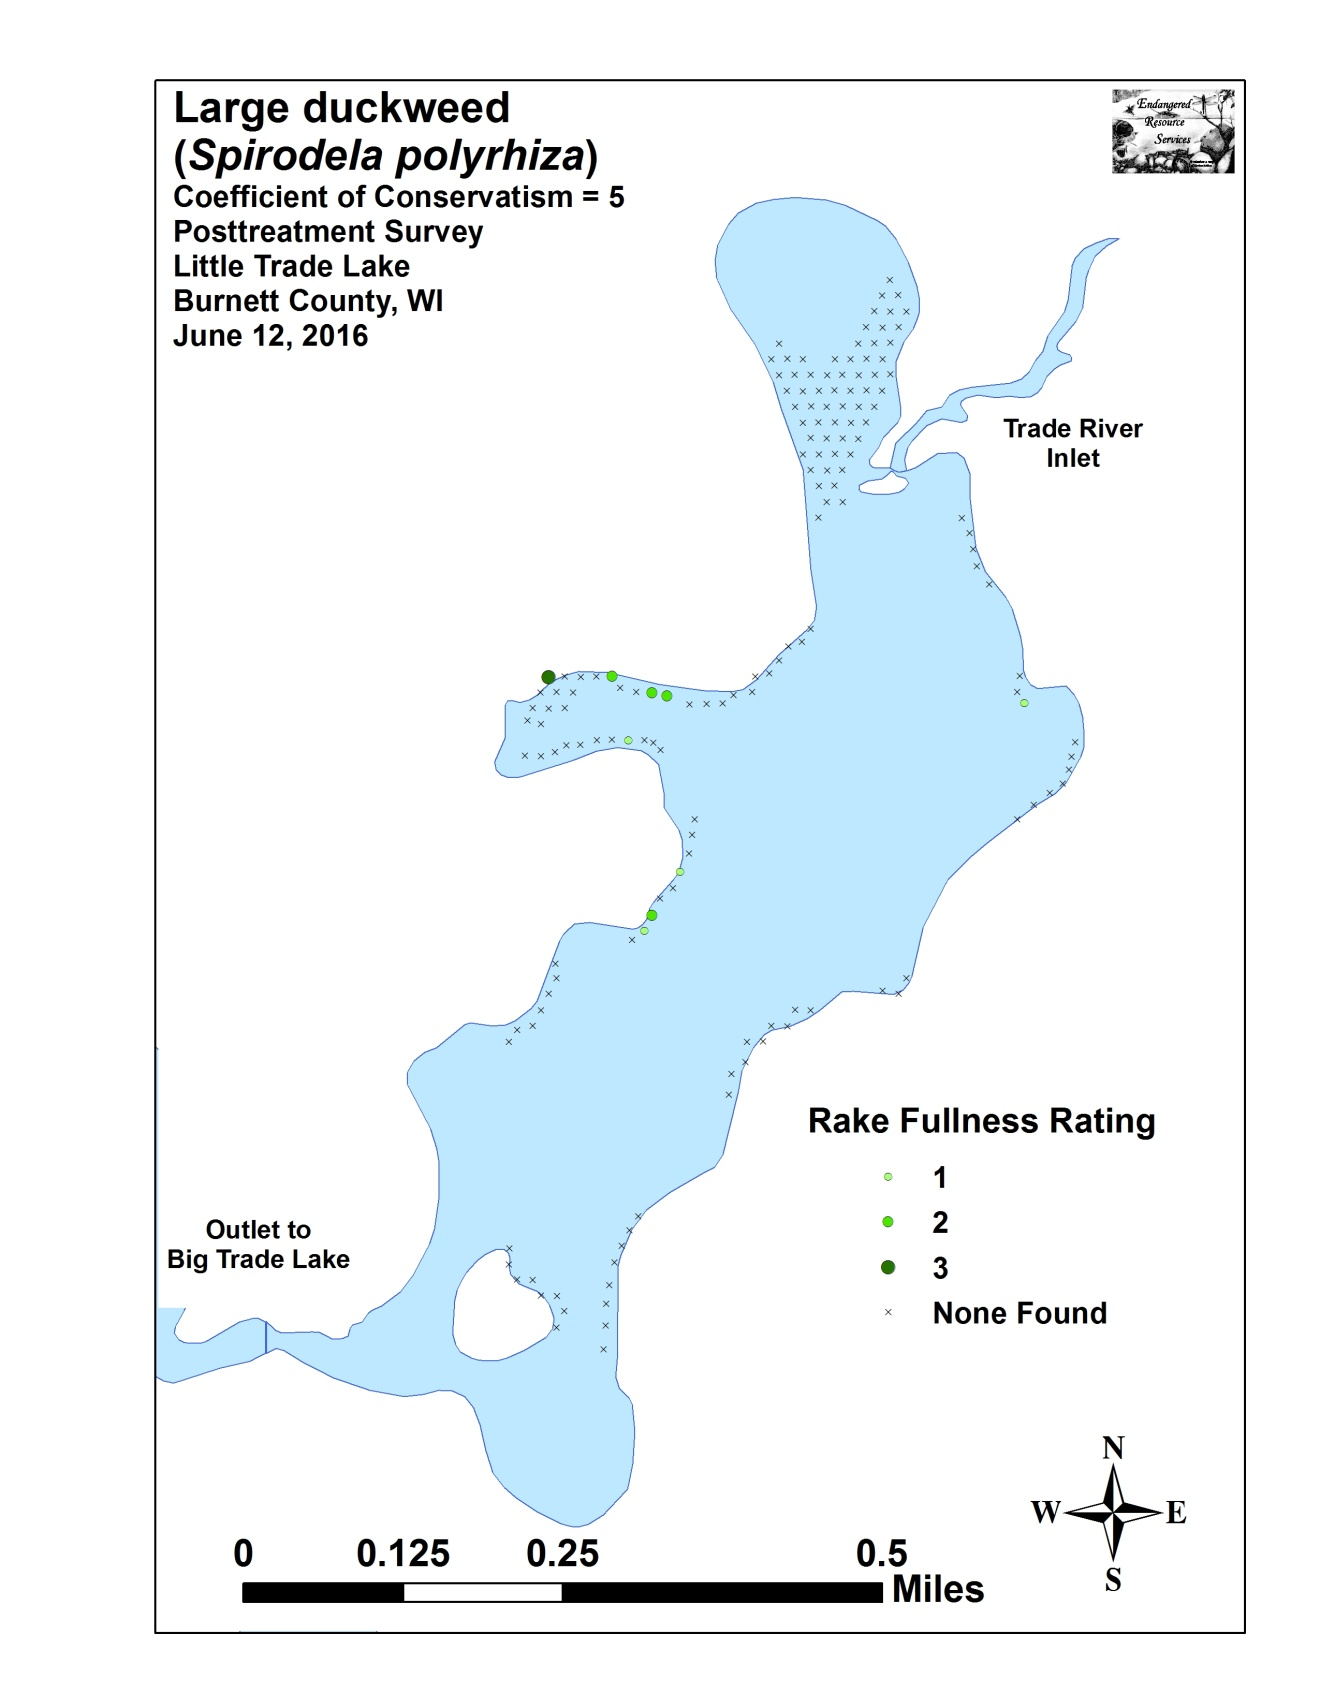 Large duckweed
(Spirodela polyrhiza)
Coefficient of Conservatism = 5
Posttreatment Survey
Little Trade Lake
Burnett County, WI
June 12, 2016
Endangered
Resource
Services
Trade River
Inlet
Rake Fullness Rating
1
2
3
None Found
Outlet to
Big Trade Lake
N
W E
S
0 0.125 0.25 0.5
Miles